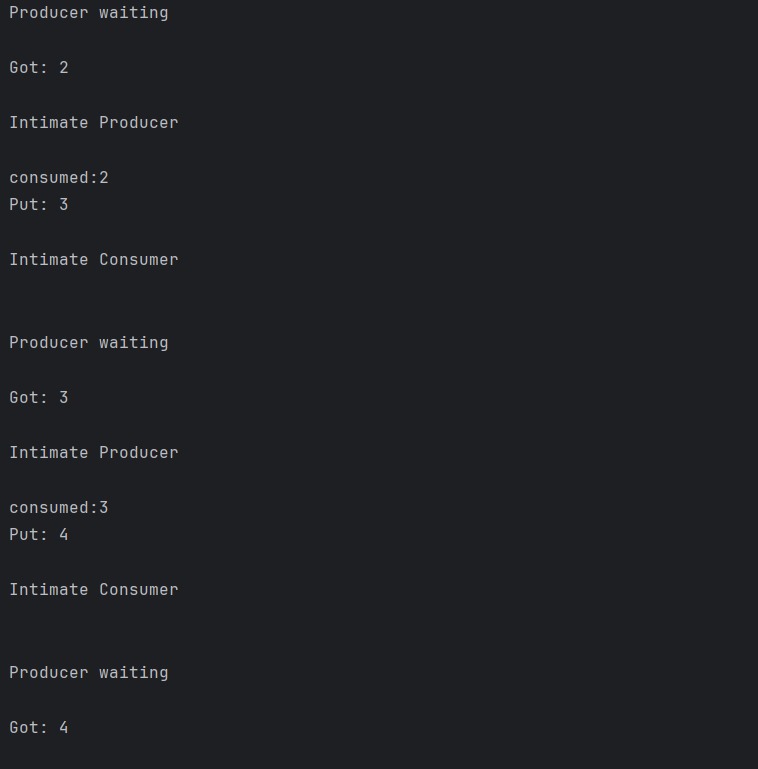 Producer waiting
Got: 2
Intimate Producer
consumed:2
Put: 3
Intimate Consumer
Producer waiting
Got: 3
Intimate Producer
consumed:3
Put: 4
Intimate Consumer
Producer waiting
Got: 4